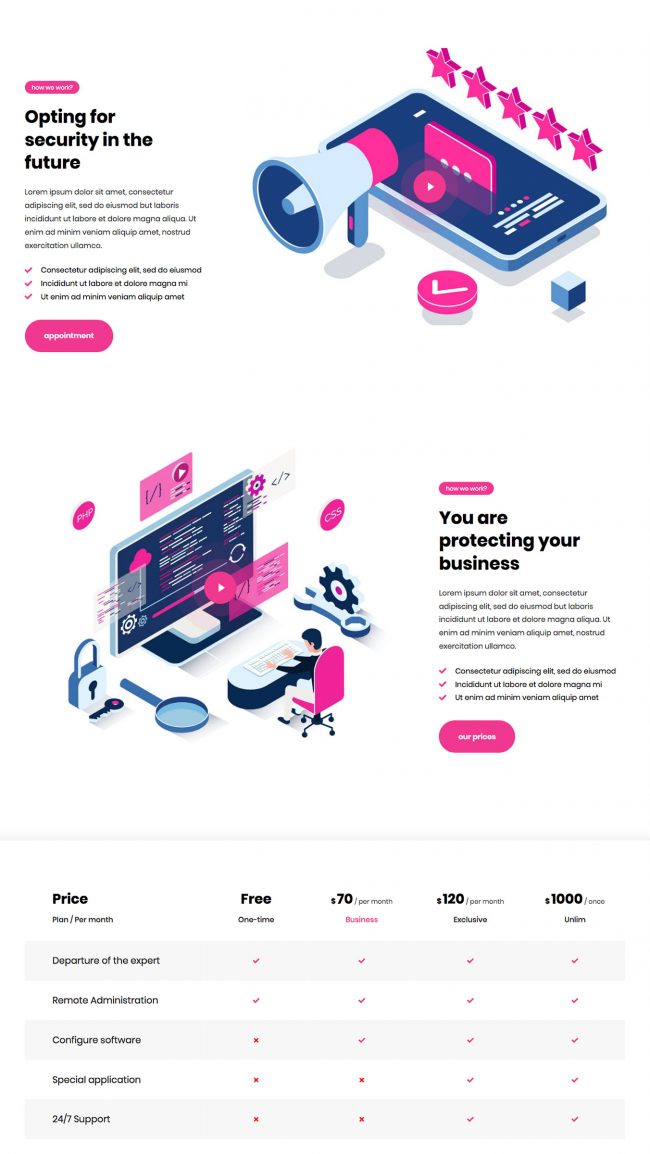 how we work?
Opting for
security in the
future
Lorem ipsum dolor sit amet, consectetur
adipiscing elit, sed do eiusmod but laboris
incididunt ut labore et dolore magna aliqua. Ut
enim ad minim veniam aliquip amet, nostrud
exercitation ullamco.
Consectetur adipiscing elit, sed do eiusmod
Incididunt ut labore et dolore magna mi
Ut enim ad minim veniam aliquip amet
appointment
PHP
{/}
</>
CSS
</>
how we work?
You are
protecting your
business
Lorem ipsum dolor sit amet, consectetur
adipiscing elit, sed do eiusmod but laboris
incididunt ut labore et dolore magna aliqua. Ut
enim ad minim veniam aliquip amet, nostrud
exercitation ullamco.
Consectetur adipiscing elit, sed do eiusmod
Incididunt ut labore et dolore magna mi
Ut enim ad minim veniam aliquip amet
our prices
Price Free $70 / per month $120 / per month $1000 / once
Plan / Per month One-time Business Exclusive Unlim
Departure of the expert
Remote Administration
Configure software
Special application
24/7 Support